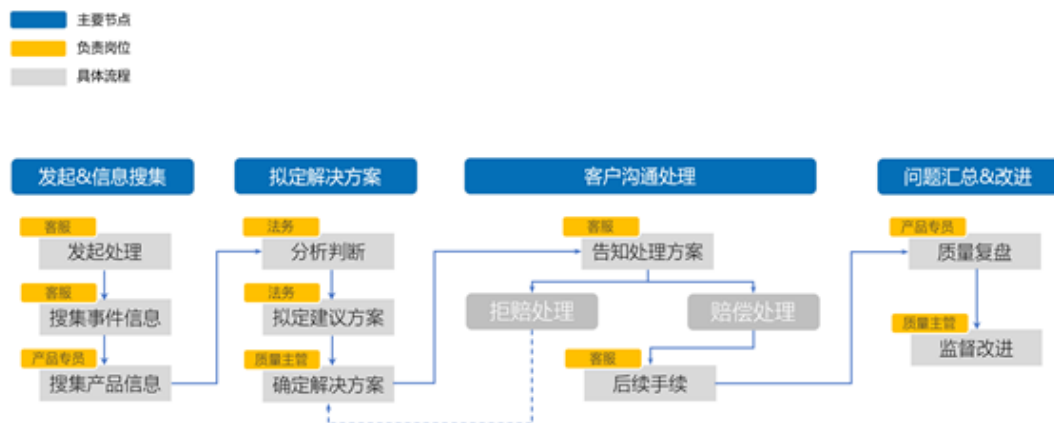 主要节点
负责岗位
具体流程
发起&信息搜集
客服
发起处理
客服
搜集事件信息
产品专员
搜集产品信息
拟定解决方案
法务
分析判断
法务
拟定建议方案
质量主管
确定解决方案
客户沟通处理
客服
告知处理方案
拒赔处理
赔偿处理
客服
后续手续
问题汇总&改进
产品专员
质量复盘
质量主管
监督改进